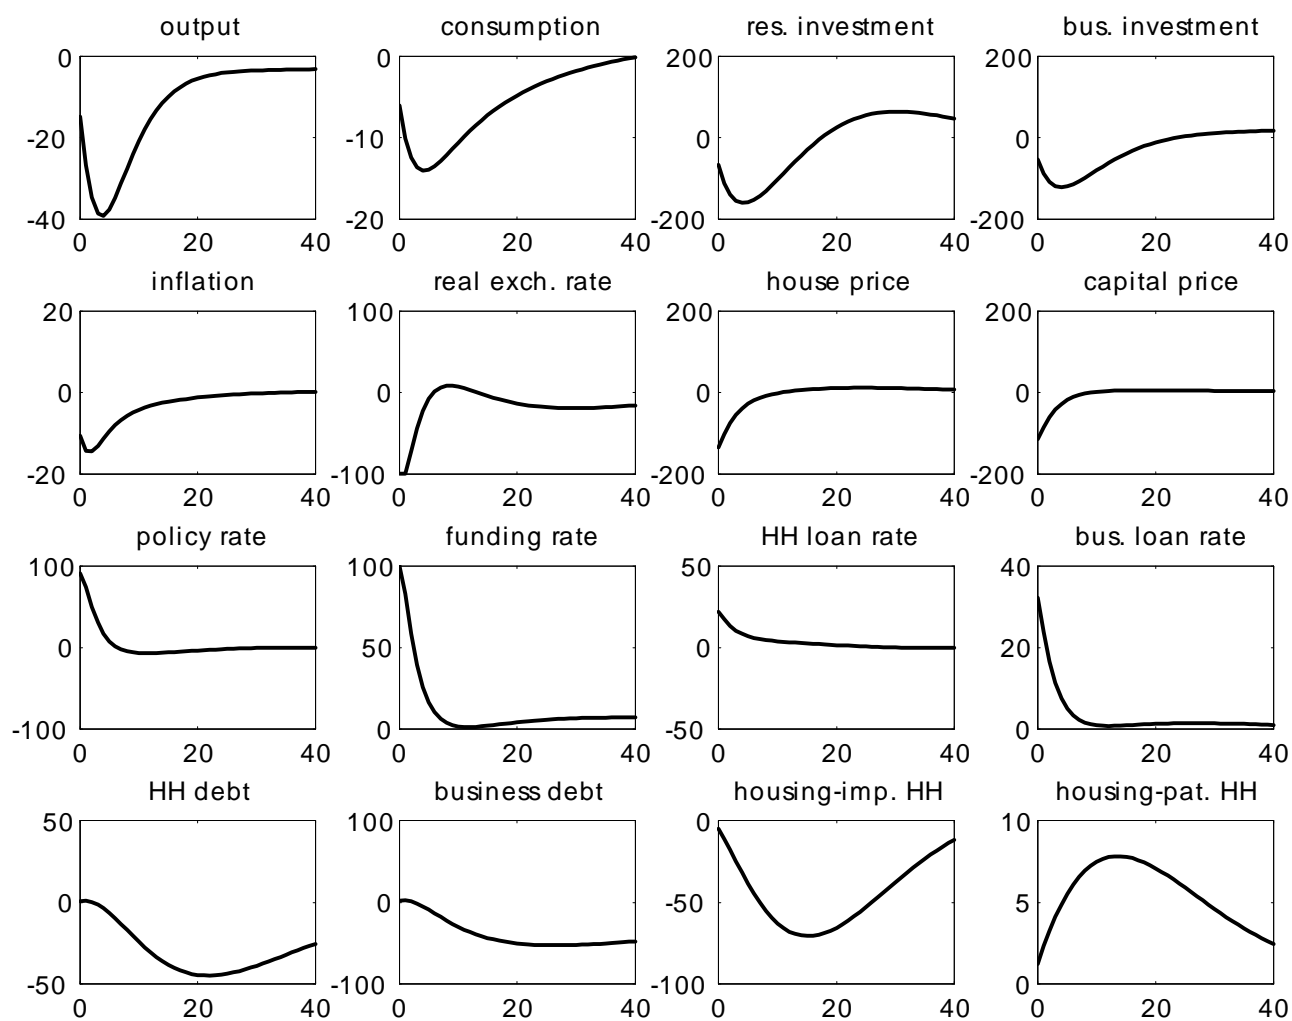 output consumption res. investment bus. investment
0 0 200 200
-20 -10 0 0
-40 -20 -200 -200
0 20 40 0 20 40 0 20 40 0 20 40
inflation real exch. rate house price capital price
20 100 200 200
0 0 0 0
-20 -100 -200 -200
0 20 40 0 20 40 0 20 40 0 20 40
policy rate funding rate HH loan rate bus. loan rate
100 100 50 40
0 50 0 20
-100 0 -50 0
0 20 40 0 20 40 0 20 40 0 20 40
HH debt business debt housing-imp. HH housing-pat. HH
50 100 0 10
0 0 -50 5
-50 -100 -100 0
0 20 40 0 20 40 0 20 40 0 20 40